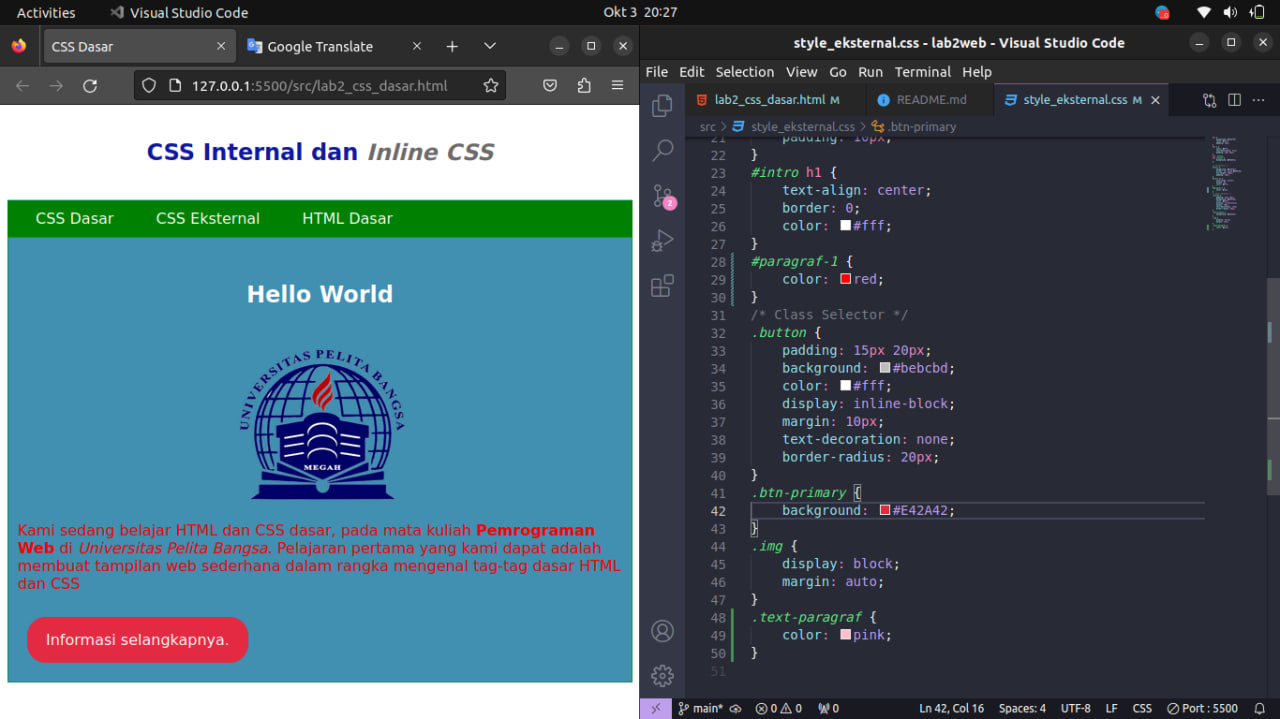 Activities
Visual Studio Code
Okt 3 20:27
CSS Dasar
Google Translate
127.0.0.1:5500/src/lab2_css_dasar.html
CSS Internal dan Inline CSS
CSS Dasar
CSS Eksternal
HTML Dasar
Hello World
UNIVERSITAS PELITA BANGSA
MEGAH
Kami sedang belajar HTML dan CSS dasar, pada mata kuliah Pemrograman
Web di Universitas Pelita Bangsa. Pelajaran pertama yang kami dapat adalah
membuat tampilan web sederhana dalam rangka mengenal tag-tag dasar HTML
dan CSS
Informasi selangkapnya.
style_eksternal.css - lab2web - Visual Studio Code
File Edit Selection View Go Run Terminal Help
lab2_css_dasar.html M
README.md
style_eksternal.css M
src > style_eksternal.css > .btn-primary
2
21 padding: 10px;
22 }
23 #intro h1 {
24 text-align: center;
25 border: 0;
26 color: #fff;
27 }
28 #paragraf-1 {
29 color: red;
30 }
31 /* Class Selector */
32 .button {
33 padding: 15px 20px;
34 background: #bebcbd;
35 color: #fff;
36 display: inline-block;
37 margin: 10px;
38 text-decoration: none;
39 border-radius: 20px;
40 }
41 .btn-primary {
42 background: #E42A42;
43 }
44 .img {
45 display: block;
46 margin: auto;
47 }
48 .text-paragraf {
49 color: pink;
50 }
51
main* 0 0 0 Ln 42, Col 16 Spaces: 4 UTF-8 LF CSS Port : 5500